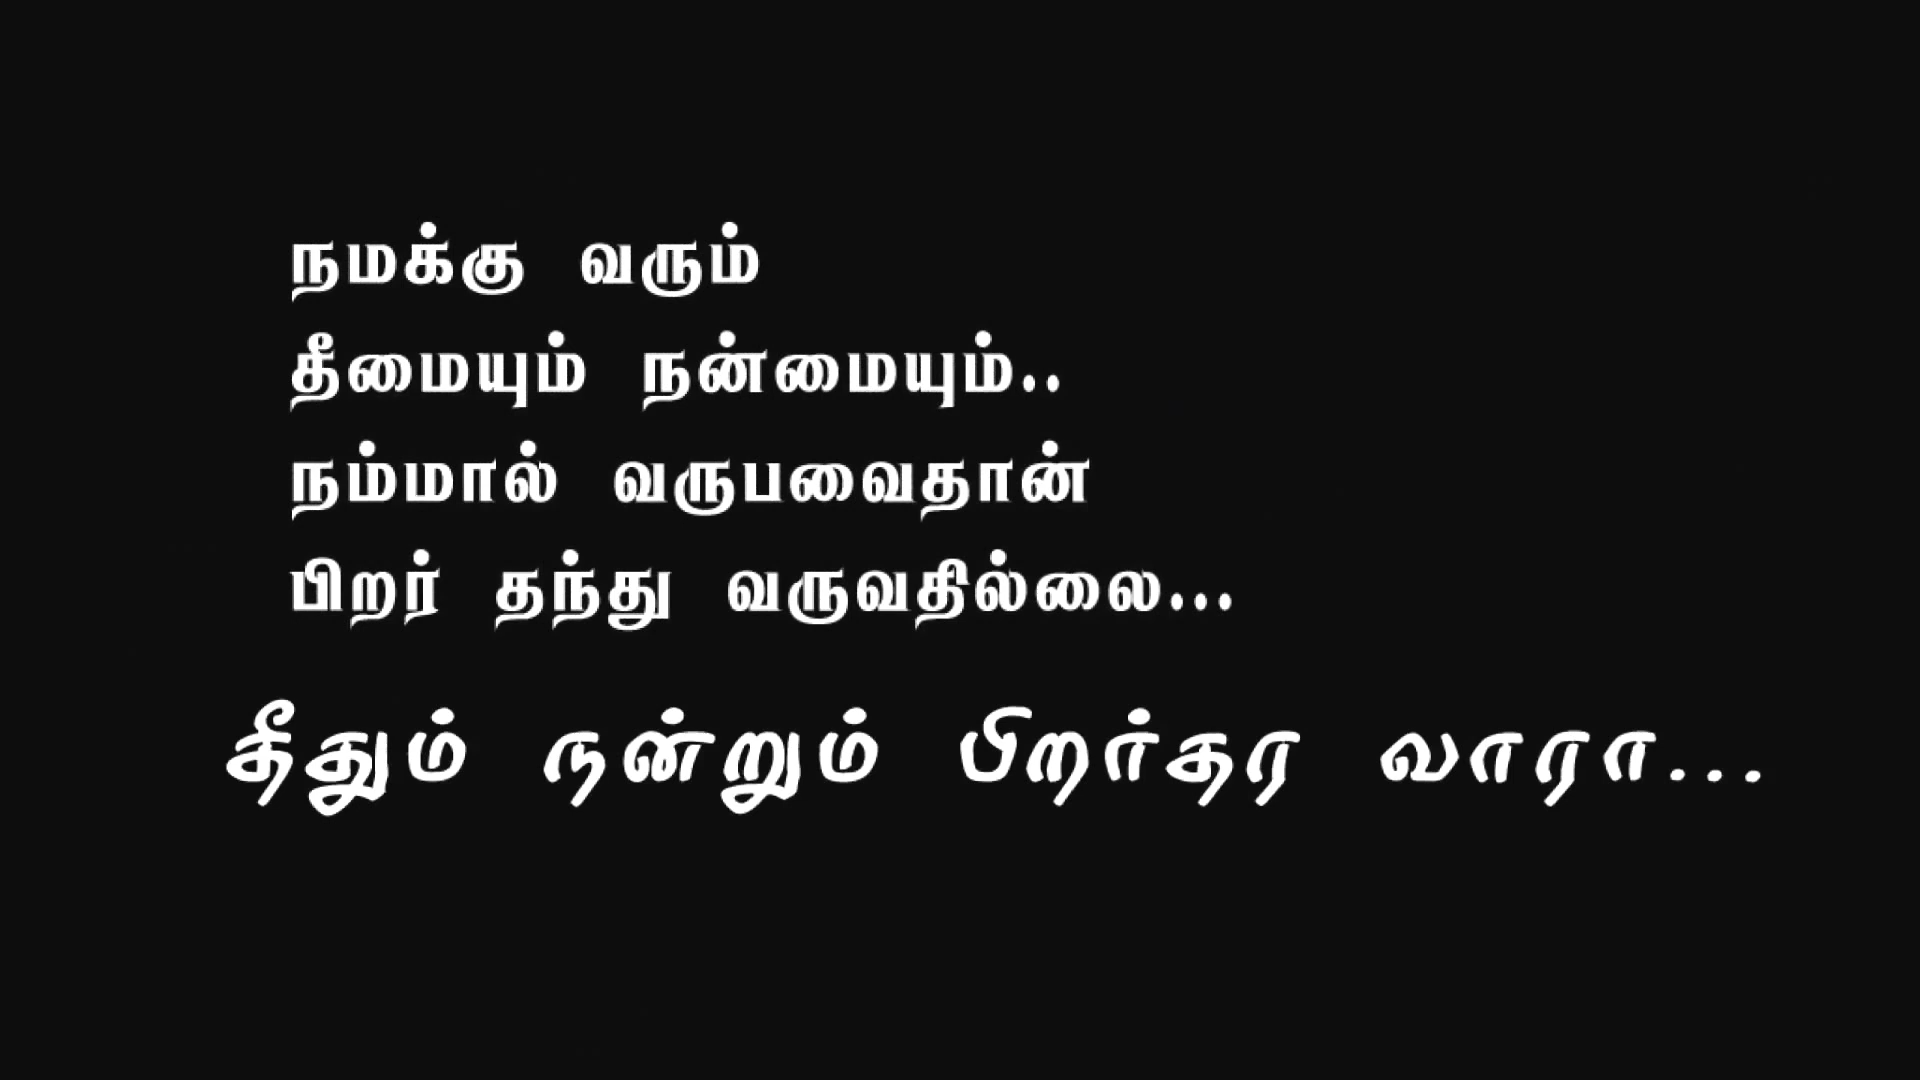 நமக்கு வரும்
தீமையும் நன்மையும்..
நம்மால் வருபவைதான்
பிறர் தந்து வருவதில்லை...
தீதும் நன்றும் பிறர்தர வாரா...